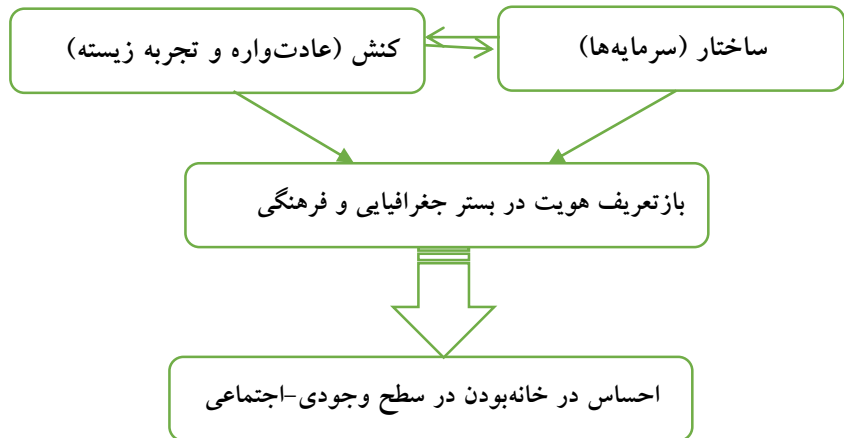 ساختار (سرمایه‌ها)
کنش (عادت‌واره و تجربه زیسته)
بازتعریف هویت در بستر جغرافیایی و فرهنگی
احساس در خانه‌بودن در سطح وجودی-اجتماعی